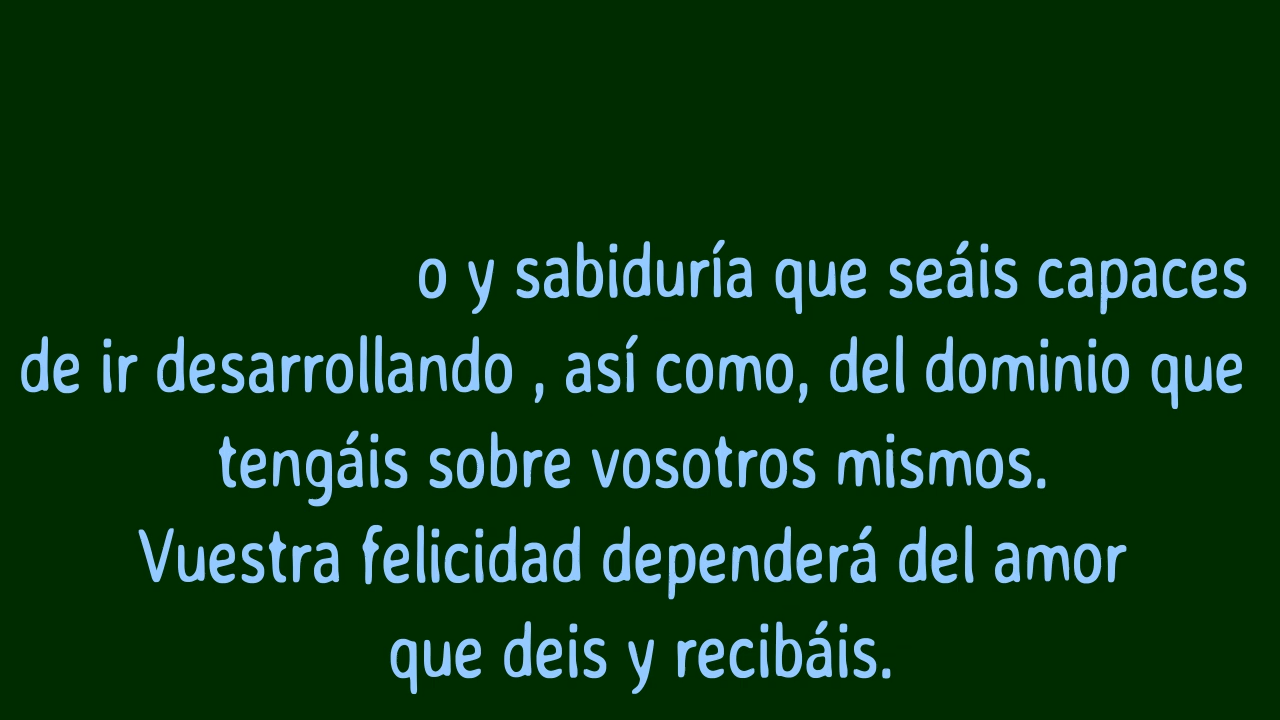 o y sabiduría que seáis capaces
de ir desarrollando , así como, del dominio que
tengáis sobre vosotros mismos.
Vuestra felicidad dependerá del amor
que deis y recibáis.